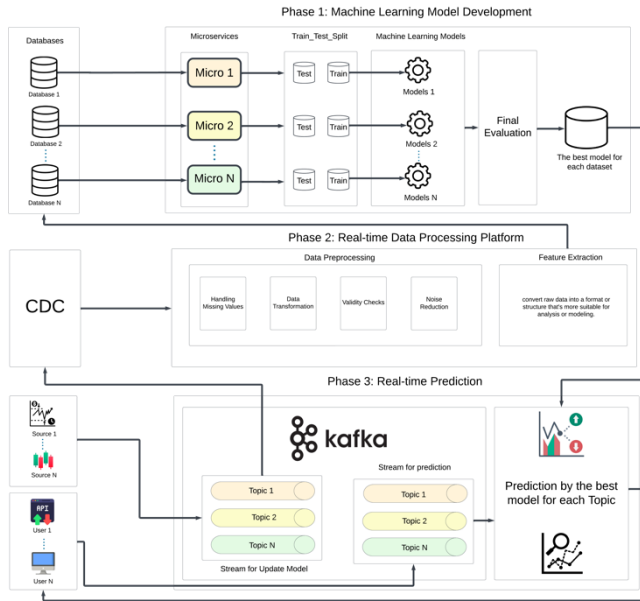 Phase 1: Machine Learning Model Development
Databases
Microservices
Train_Test_Split
Machine Learning Models
Database 1
Micro 1
Test
Train
Models 1
Database 2
Micro 2
Test
Train
Models 2
Database N
Micro N
Test
Train
Models N
Final
Evaluation
The best model for
each dataset
Phase 2: Real-time Data Processing Platform
CDC
Data Preprocessing
Handling
Missing Values
Data
Transformation
Validity Checks
Noise
Reduction
Feature Extraction
convert raw data into a format or
structure that's more suitable for
analysis or modeling.
Phase 3: Real-time Prediction
Source 1
Source N
API
User 1
User N
kafka
Topic 1
Topic 2
Topic N
Stream for Update Model
Stream for prediction
Topic 1
Topic 2
Topic N
Prediction by the best
model for each Topic